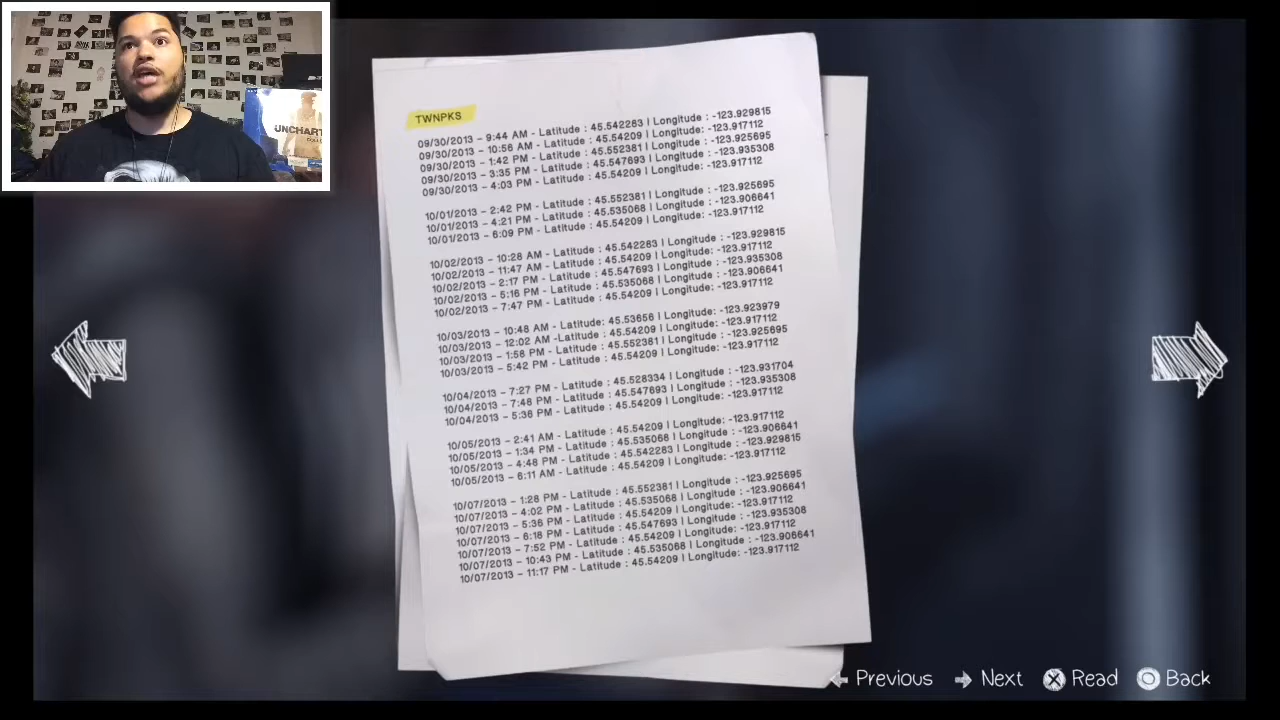 UNCHART
TWNPKS
09/30/2013 – 9:44 AM - Latitude : 45.542283 | Longitude : -123.929815
09/30/2013 – 10:56 AM - Latitude : 45.54209 | Longitude: -123.917112
09/30/2013 – 1:42 PM - Latitude : 45.552381 | Longitude : -123.925695
09/30/2013 – 3:35 PM - Latitude : 45.547693 | Longitude : -123.935308
09/30/2013 – 4:03 PM - Latitude : 45.54209 | Longitude: -123.917112
10/01/2013 – 2:42 PM - Latitude : 45.552381 | Longitude : -123.925695
10/01/2013 – 4:21 PM - Latitude : 45.535068 | Longitude : -123.906641
10/01/2013 – 6:09 PM - Latitude : 45.54209 | Longitude: -123.917112
10/02/2013 – 10:28 AM - Latitude : 45.542283 | Longitude : -123.929815
10/02/2013 – 11:47 AM - Latitude : 45.54209 | Longitude: -123.917112
10/02/2013 – 2:17 PM - Latitude : 45.547693 | Longitude : -123.935308
10/02/2013 – 5:16 PM - Latitude : 45.535068 | Longitude : -123.906641
10/02/2013 – 7:47 PM - Latitude : 45.54209 | Longitude: -123.917112
10/03/2013 – 10:48 AM - Latitude: 45.53656 | Longitude: -123.923979
10/03/2013 – 12:02 AM -Latitude : 45.54209 | Longitude: -123.917112
10/03/2013 – 1:58 PM - Latitude : 45.552381 | Longitude : -123.925695
10/03/2013 – 5:42 PM - Latitude : 45.54209 | Longitude: -123.917112
10/04/2013 – 7:27 PM - Latitude : 45.528334 | Longitude : -123.931704
10/04/2013 – 7:48 PM - Latitude : 45.547693 | Longitude : -123.935308
10/04/2013 – 5:38 PM - Latitude : 45.54209 | Longitude: -123.917112
10/05/2013 – 2:41 AM - Latitude : 45.54209 | Longitude: -123.917112
10/05/2013 – 1:34 PM - Latitude : 45.535068 | Longitude : -123.906641
10/05/2013 – 4:48 PM - Latitude : 45.542283 | Longitude : -123.929815
10/05/2013 – 6:11 AM - Latitude : 45.54209 | Longitude: -123.917112
10/07/2013 – 1:28 PM - Latitude : 45.552381 | Longitude : -123.925695
10/07/2013 – 4:02 PM - Latitude : 45.535068 | Longitude : -123.906641
10/07/2013 – 5:36 PM - Latitude : 45.54209 | Longitude: -123.917112
10/07/2013 – 6:16 PM - Latitude : 45.547693 | Longitude : -123.935308
10/07/2013 – 7:52 PM - Latitude : 45.54209 | Longitude: -123.917112
10/07/2013 – 10:43 PM - Latitude : 45.535068 | Longitude : -123.906641
10/07/2013 – 11:17 PM - Latitude : 45.54209 | Longitude: -123.917112
Previous Next Read Back